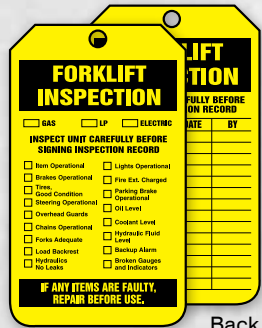 FORKLIFT
INSPECTION
GAS LP ELECTRIC
INSPECT UNIT CAREFULLY BEFORE
SIGNING INSPECTION RECORD
Item Operational
Brakes Operational
Tires,
Good Condition
Steering Operational
Overhead Guards
Chains Operational
Forks Adequate
Load Backrest
Hydraulics
No Leaks
Lights Operational
Fire Ext. Charged
Parking Brake
Operational
Oil Level
Coolant Level
Hydraulic Fluid
Level
Backup Alarm
Broken Gauges
and Indicators
IF ANY ITEMS ARE FAULTY,
REPAIR BEFORE USE.
LIFT
CTION
FULLY BEFORE
ON RECORD
DATE BY
Back